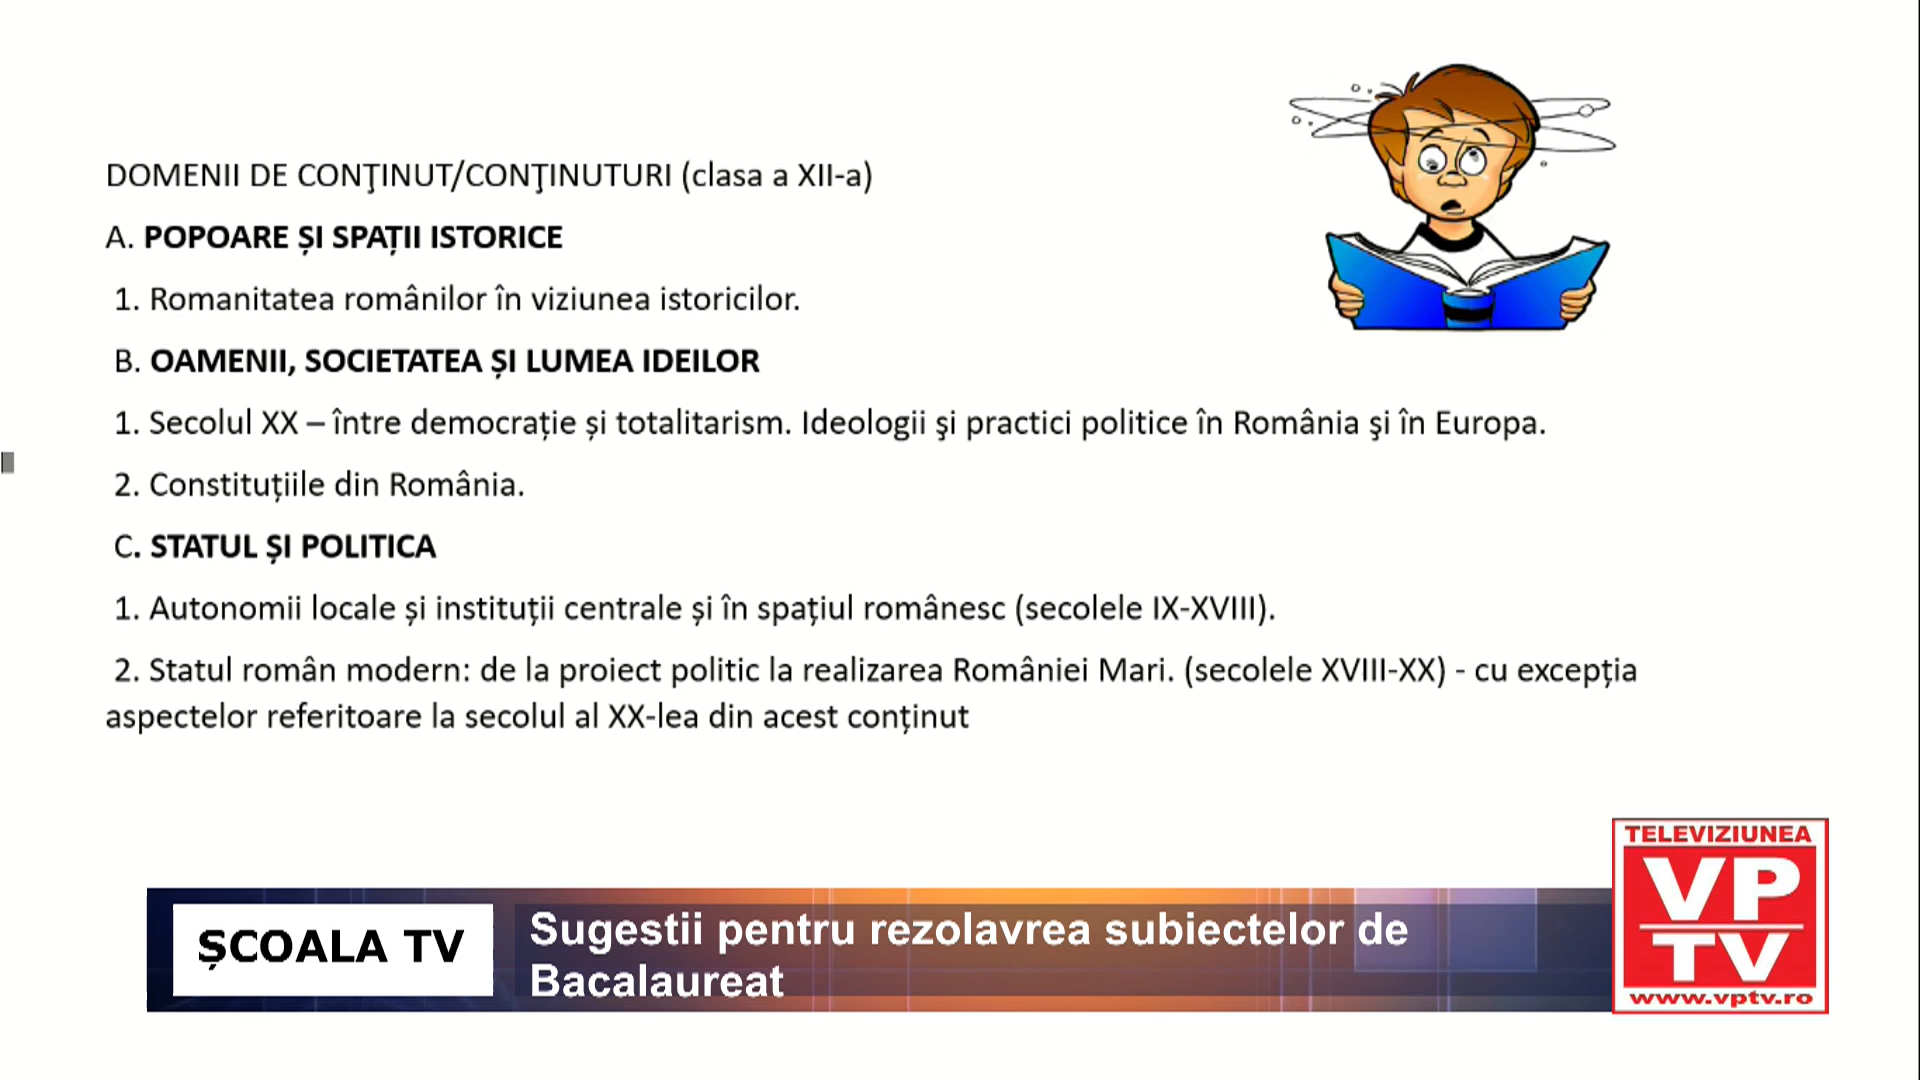 DOMENII DE CONŢINUT/CONŢINUTURI (clasa a XII-a)
A. POPOARE ȘI SPAȚII ISTORICE
1. Romanitatea românilor în viziunea istoricilor.
B. OAMENII, SOCIETATEA ȘI LUMEA IDEILOR
1. Secolul XX – între democrație și totalitarism. Ideologii şi practici politice în România şi în Europa.
2. Constituțiile din România.
C. STATUL ȘI POLITICA
1. Autonomii locale și instituții centrale și în spațiul românesc (secolele IX-XVIII).
2. Statul român modern: de la proiect politic la realizarea României Mari. (secolele XVIII-XX) - cu excepția
aspectelor referitoare la secolul al XX-lea din acest conținut
ȘCOALA TV
Sugestii pentru rezolavrea subiectelor de
Bacalaureat
TELEVIZIUNEA
VP
TV
www.vptv.ro